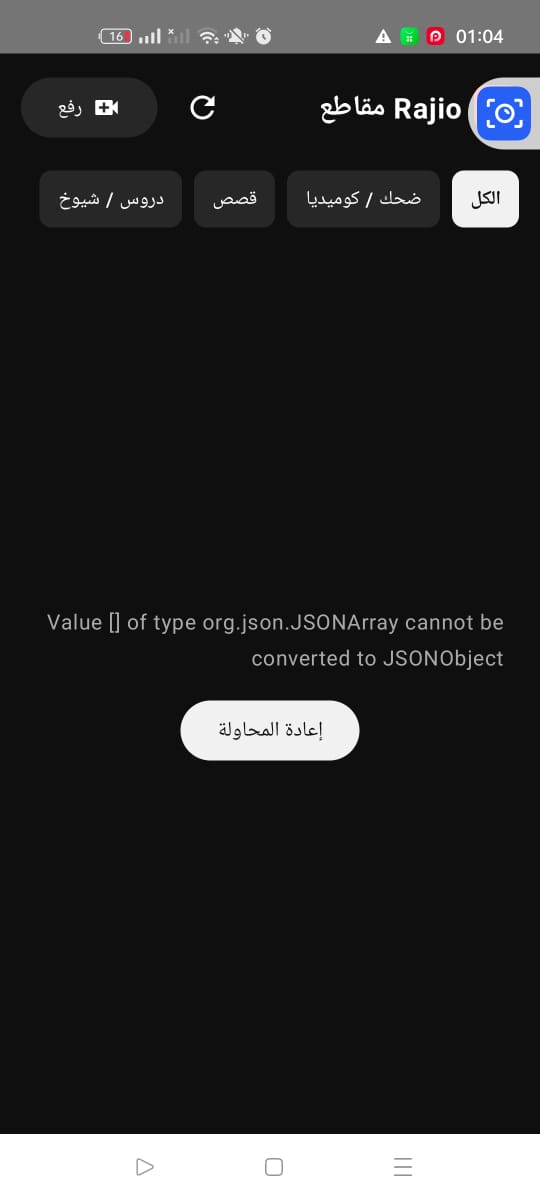 16
01:04
مقاطع Rajio
رفع
الكل
ضحك / كوميديا
قصص
دروس / شيوخ
Value [] of type org.json.JSONArray cannot be
converted to JSONObject
إعادة المحاولة